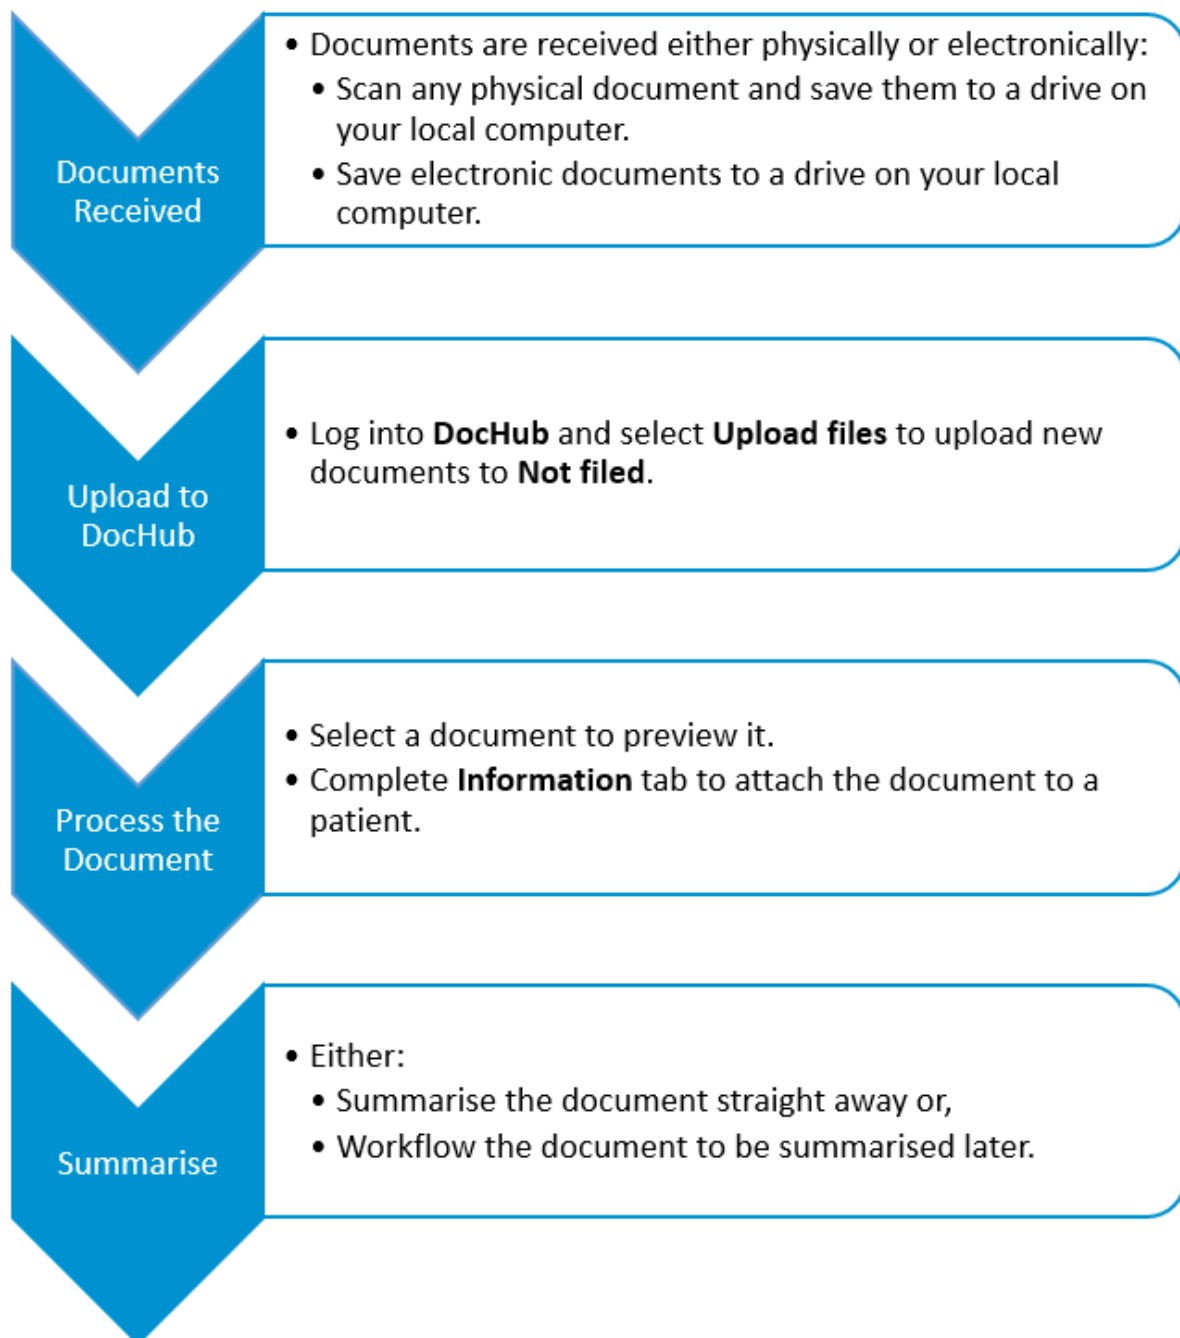 Documents
Received
• Documents are received either physically or electronically:
• Scan any physical document and save them to a drive on
your local computer.
• Save electronic documents to a drive on your local
computer.
Upload to
DocHub
• Log into DocHub and select Upload files to upload new
documents to Not filed.
Process the
Document
• Select a document to preview it.
• Complete Information tab to attach the document to a
patient.
Summarise
• Either:
• Summarise the document straight away or,
• Workflow the document to be summarised later.